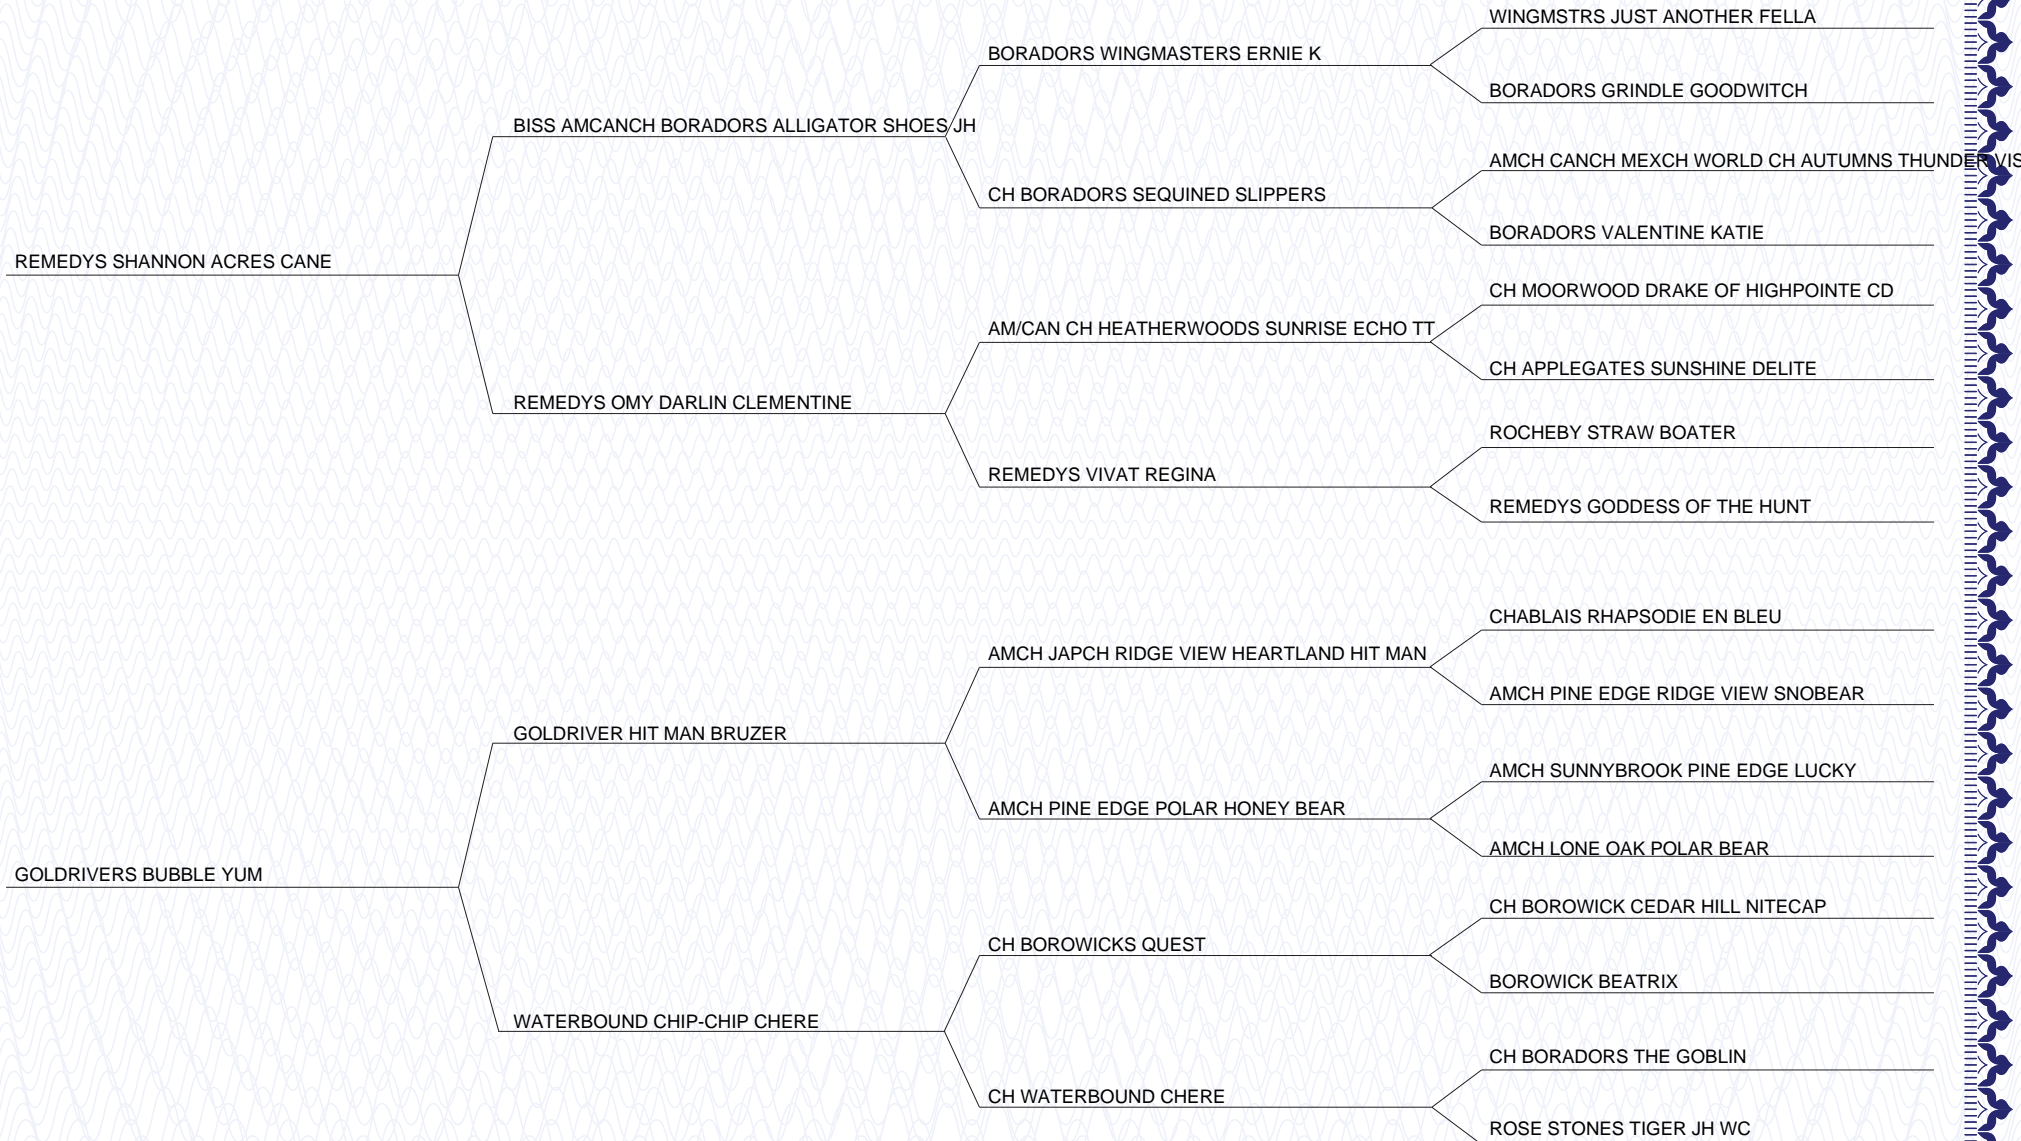 WINGMSTRS JUST ANOTHER FELLA
BORADORS WINGMASTERS ERNIE K
BORADORS GRINDLE GOODWITCH
BISS AMCANCH BORADORS ALLIGATOR SHOES JH
AMCH CANCH MEXCH WORLD CH AUTUMNS THUNDER VIS
CH BORADORS SEQUINED SLIPPERS
BORADORS VALENTINE KATIE
REMEDYS SHANNON ACRES CANE
CH MOORWOOD DRAKE OF HIGHPOINTE CD
AM/CAN CH HEATHERWOODS SUNRISE ECHO TT
CH APPLEGATES SUNSHINE DELITE
REMEDYS OMY DARLIN CLEMENTINE
ROCHEBY STRAW BOATER
REMEDYS VIVAT REGINA
REMEDYS GODDESS OF THE HUNT
CHABLAIS RHAPSODIE EN BLEU
AMCH JAPCH RIDGE VIEW HEARTLAND HIT MAN
AMCH PINE EDGE RIDGE VIEW SNOBEAR
GOLDRIVER HIT MAN BRUZER
AMCH SUNNYBROOK PINE EDGE LUCKY
AMCH PINE EDGE POLAR HONEY BEAR
AMCH LONE OAK POLAR BEAR
GOLDRIVERS BUBBLE YUM
CH BOROWICK CEDAR HILL NITECAP
CH BOROWICKS QUEST
BOROWICK BEATRIX
WATERBOUND CHIP-CHIP CHERE
CH BORADORS THE GOBLIN
CH WATERBOUND CHERE
ROSE STONES TIGER JH WC